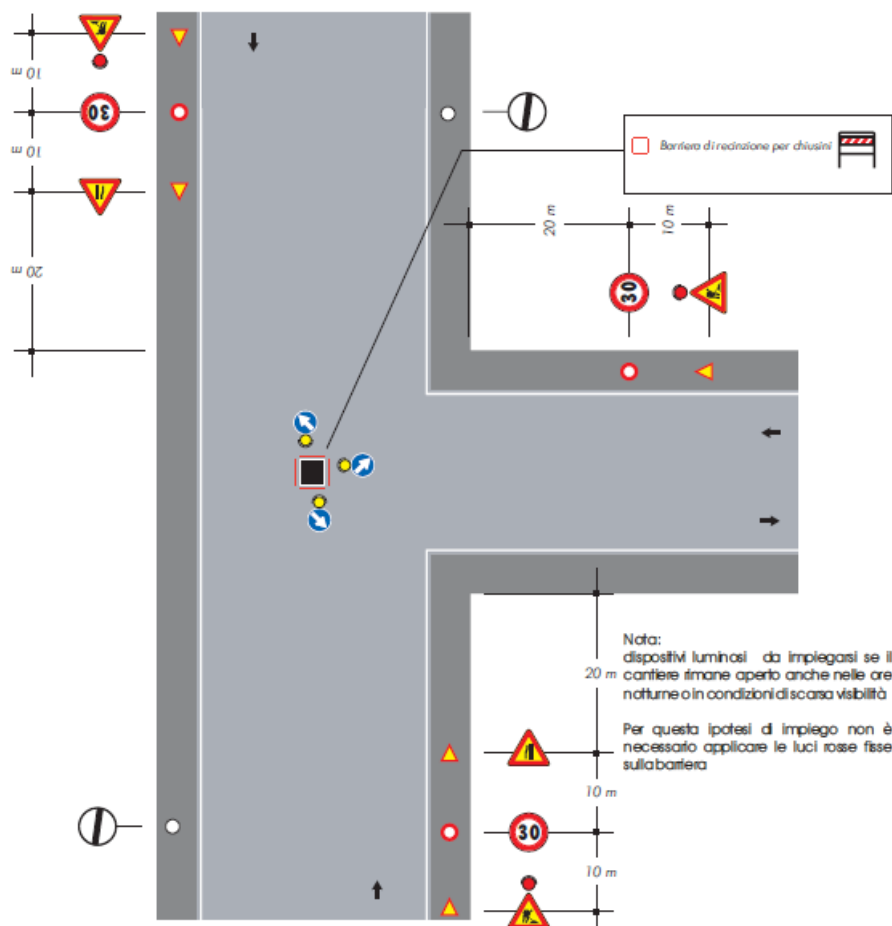 10 m
30
10 m
20 m
Barriera di recinzione per chiusini
20 m
10 m
30
Nota:
dispositivi luminosi da impiegarsi se il
cantiere rimane aperto anche nelle ore
notturne o in condizioni di scarsa visibilità
Per questa ipotesi di impiego non è
necessario applicare le luci rosse fisse
sulla barriera
20 m
10 m
30
10 m